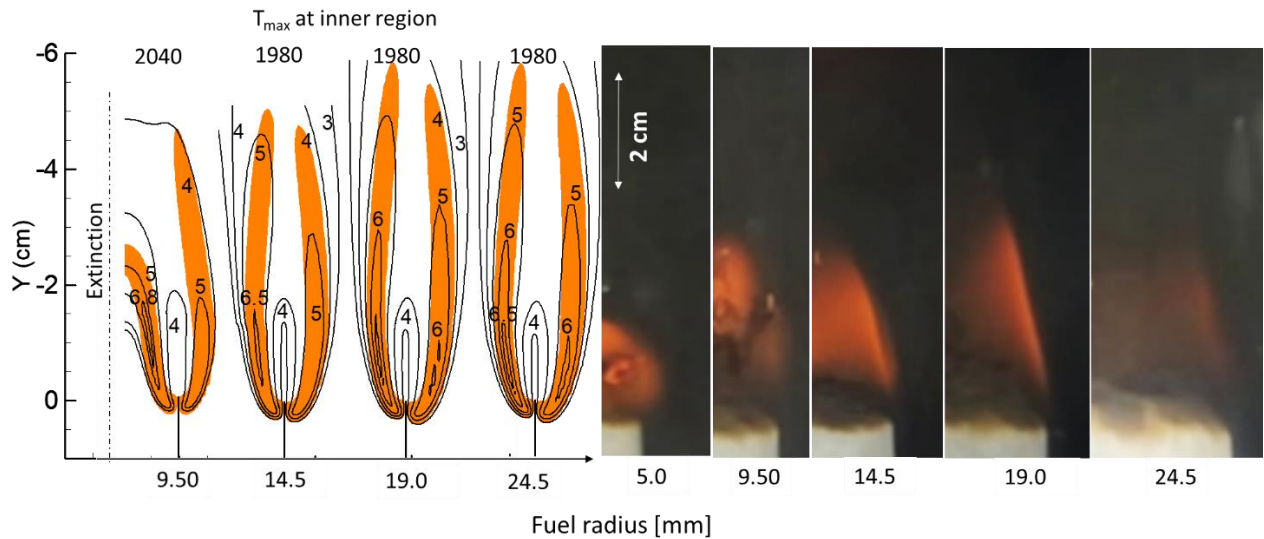 T_max at inner region
2040 1980 1980 1980
-6
-4
-2
0
Y (cm)
Extinction
4 5 6.8 5 4
4 5 6.5 4 4 3 5
6 4 4 3 5 6
5 6 6.5 4 5 6
9.50 14.5 19.0 24.5
2 cm
5.0 9.50 14.5 19.0 24.5
Fuel radius [mm]